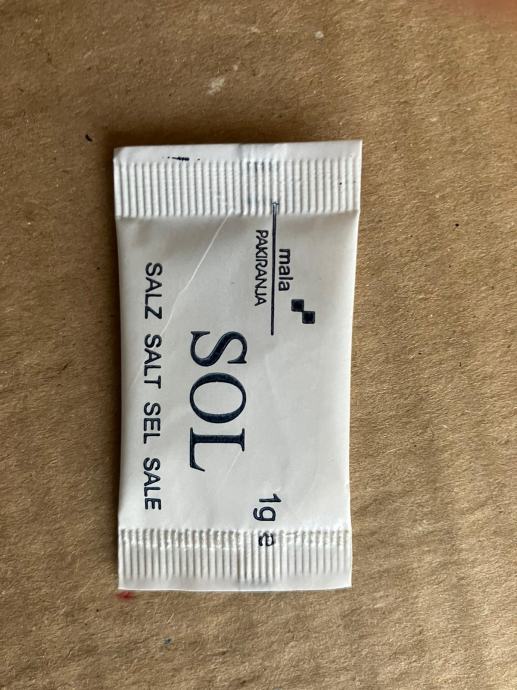 mala
PAKIRANJA
1g e
SOL
SALZ SALT SEL SALE